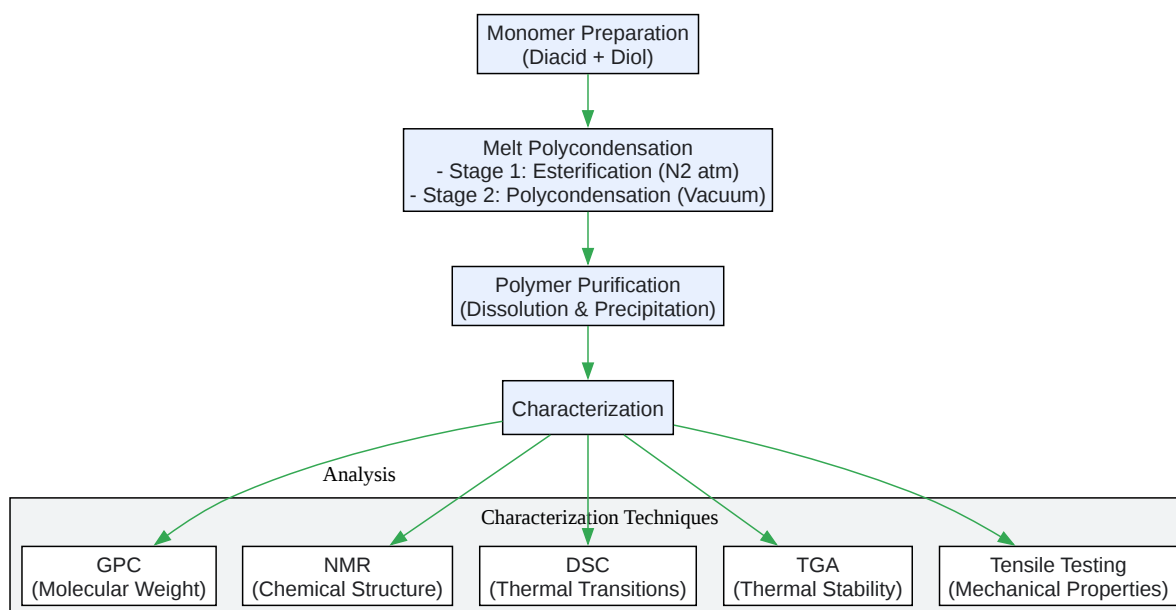 Monomer Preparation
(Diacid + Diol)
Melt Polycondensation
- Stage 1: Esterification (N2 atm)
- Stage 2: Polycondensation (Vacuum)
Polymer Purification
(Dissolution & Precipitation)
Characterization
Analysis
Characterization Techniques
GPC
(Molecular Weight)
NMR
(Chemical Structure)
DSC
(Thermal Transitions)
TGA
(Thermal Stability)
Tensile Testing
(Mechanical Properties)